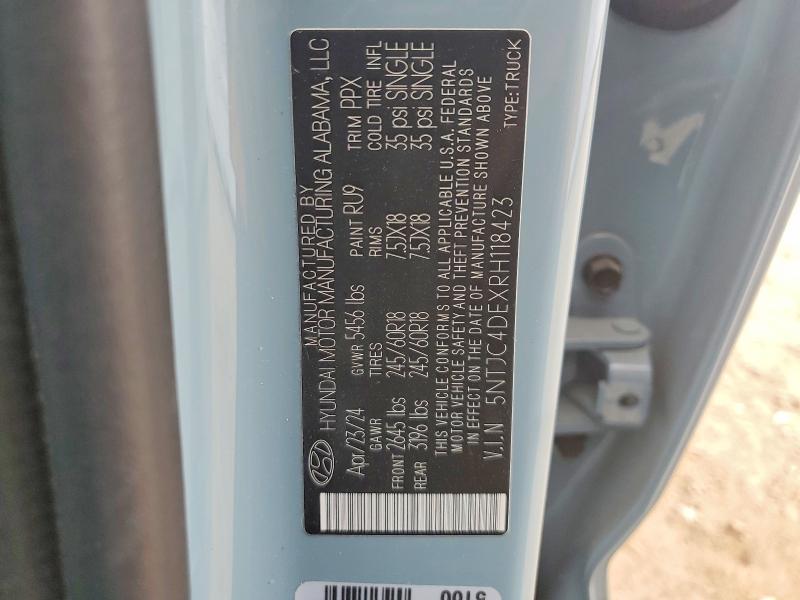 MANUFACTURED BY
HYUNDAI MOTOR MANUFACTURING ALABAMA, LLC
Apr/23/24 GVWR 5456 lbs PAINT RU9 TRIM PPX
GAWR TIRES RIMS COLD TIRE INFL
FRONT 2645 lbs 245/60R18 7.5JX18 35 psi SINGLE
REAR 3196 lbs 245/60R18 7.5JX18 35 psi SINGLE
THIS VEHICLE CONFORMS TO ALL APPLICABLE U.S.A. FEDERAL
MOTOR VEHICLE SAFETY AND THEFT PREVENTION STANDARDS
IN EFFECT ON THE DATE OF MANUFACTURE SHOWN ABOVE
V.I.N 5NTJC4DEXRH118423 TYPE:TRUCK